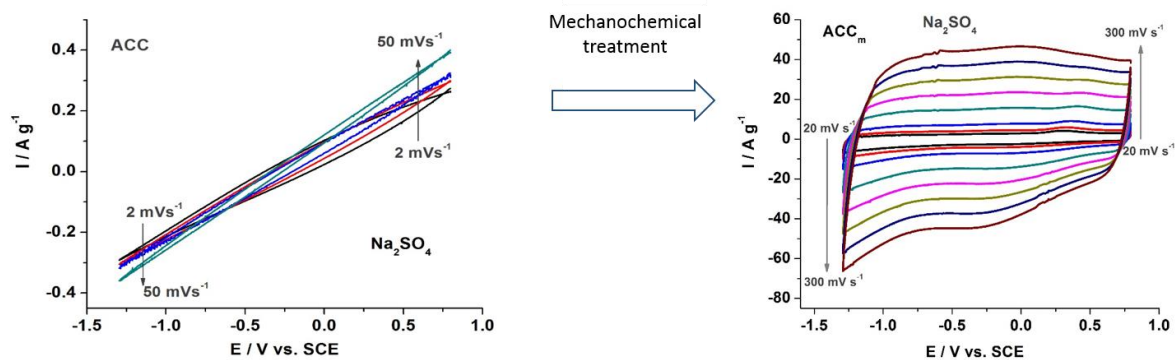 ACC
50 mVs⁻¹
2 mVs⁻¹
2 mVs⁻¹
50 mVs⁻¹
Na₂SO₄
I / A g⁻¹
0.4
0.2
0.0
-0.2
-0.4
-1.5 -1.0 -0.5 0.0 0.5 1.0
E / V vs. SCE
Mechanochemical
treatment
ACCₘ
Na₂SO₄
300 mV s⁻¹
20 mV s⁻¹
20 mV s⁻¹
300 mV s⁻¹
I / A g⁻¹
60
40
20
0
-20
-40
-60
-80
-1.5 -1.0 -0.5 0.0 0.5 1.0
E / V vs. SCE